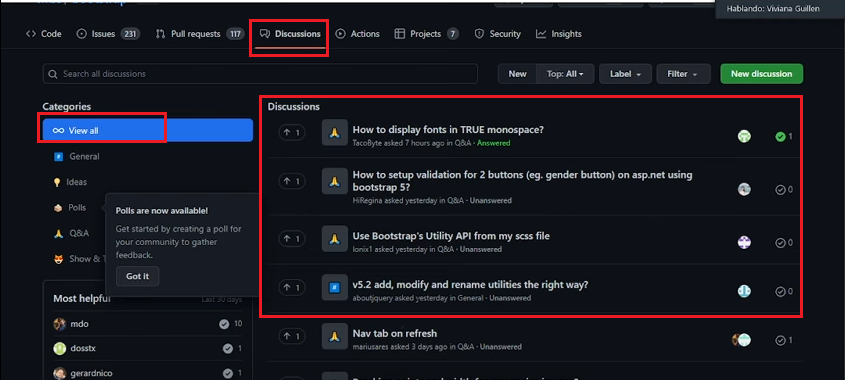 Hablando: Viviana Guillen
Code
Issues 231
Pull requests 117
Discussions
Actions
Projects 7
Security
Insights
Search all discussions
New
Top: All
Label
Filter
New discussion
Categories
View all
General
Ideas
Polls
Q&A
Show &
Polls are now available!
Get started by creating a poll for
your community to gather
feedback.
Got it
Most helpful
Last 30 days
mdo 10
dosstx 1
gerardnico 1
Discussions
1
How to display fonts in TRUE monospace?
TacoByte asked 7 hours ago in Q&A · Answered
1
1
How to setup validation for 2 buttons (eg. gender button) on asp.net using
bootstrap 5?
HiRegina asked yesterday in Q&A · Unanswered
0
1
Use Bootstrap's Utility API from my scss file
lonix1 asked yesterday in Q&A · Unanswered
0
1
v5.2 add, modify and rename utilities the right way?
aboutjquery asked yesterday in General · Unanswered
0
1
Nav tab on refresh
mariusares asked 3 days ago in Q&A · Unanswered
1